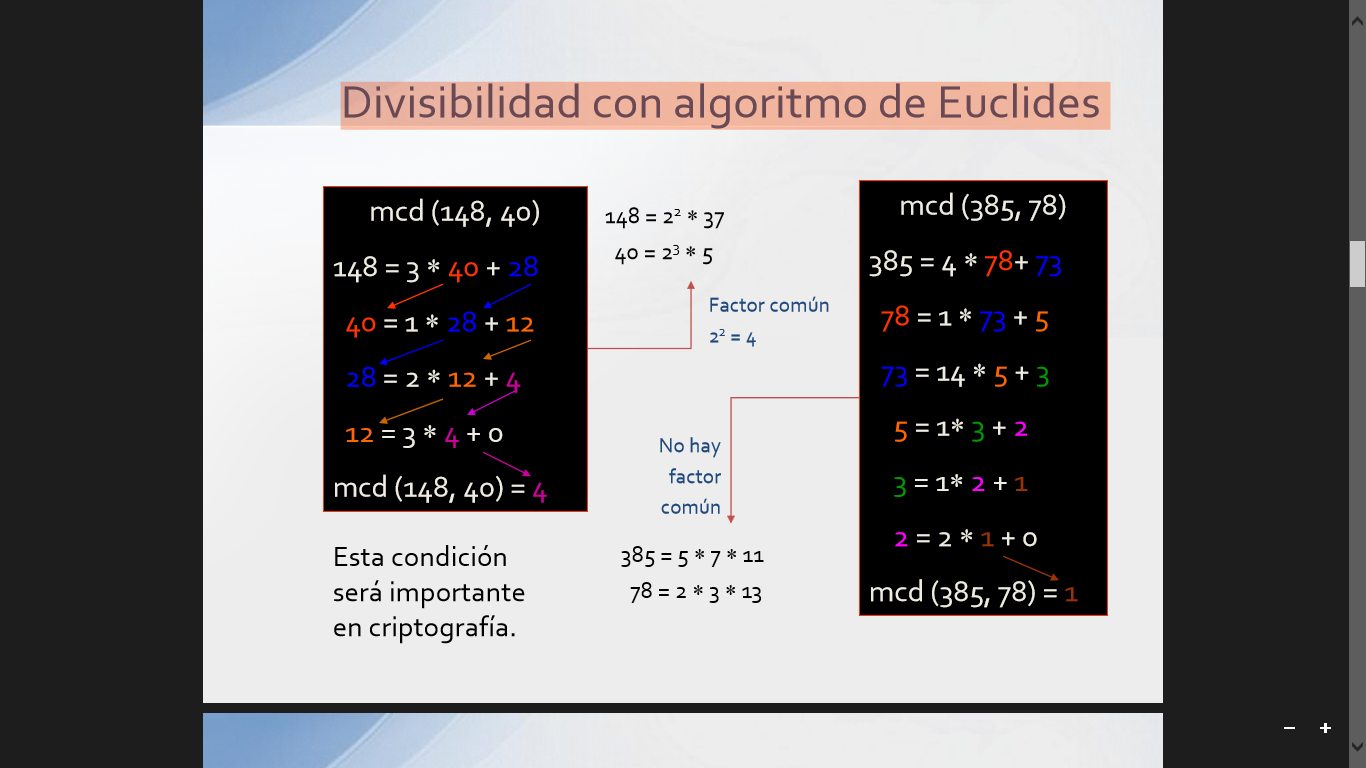 Divisibilidad con algoritmo de Euclides
mcd (148, 40)
148 = 3 * 40 + 28
40 = 1 * 28 + 12
28 = 2 * 12 + 4
12 = 3 * 4 + 0
mcd (148, 40) = 4
148 = 2² * 37
40 = 2³ * 5
Factor común
2² = 4
No hay
factor
común
385 = 5 * 7 * 11
78 = 2 * 3 * 13
mcd (385, 78)
385 = 4 * 78+ 73
78 = 1 * 73 + 5
73 = 14 * 5 + 3
5 = 1* 3 + 2
3 = 1* 2 + 1
2 = 2 * 1 + 0
mcd (385, 78) = 1
Esta condición
será importante
en criptografía.